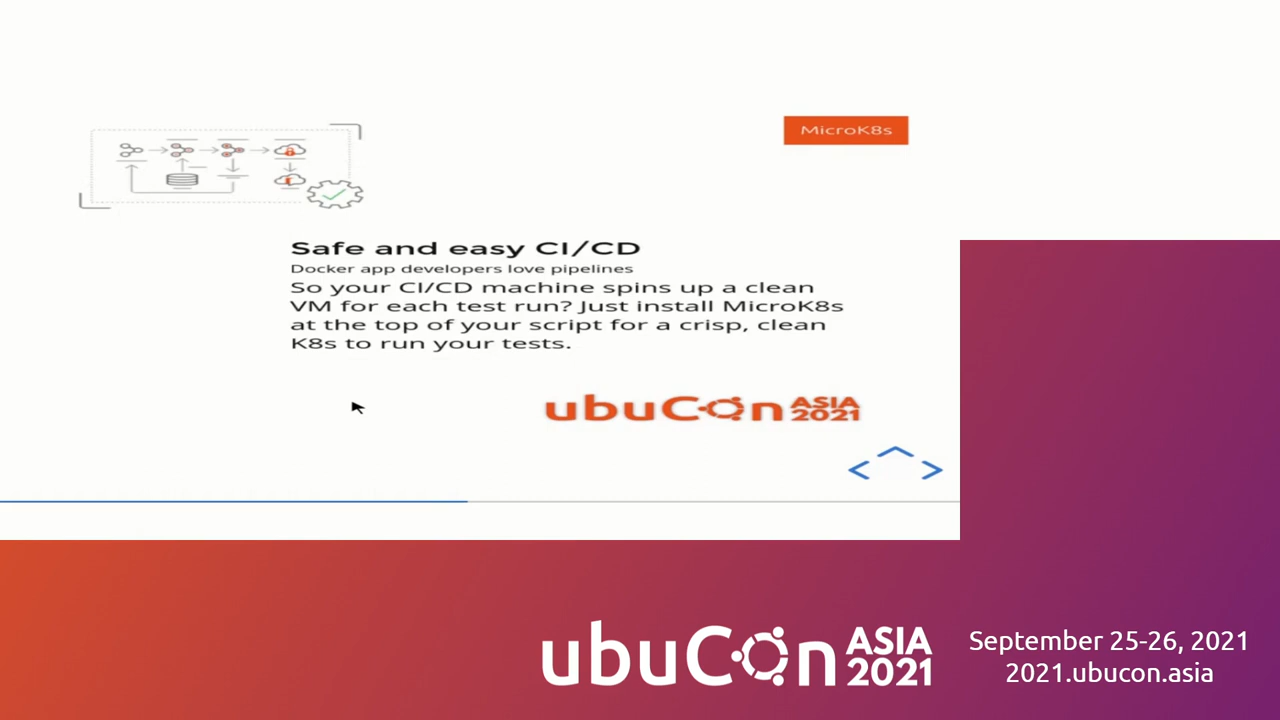 MicroK8s
Safe and easy CI/CD
Docker app developers love pipelines
So your CI/CD machine spins up a clean
VM for each test run? Just install MicroK8s
at the top of your script for a crisp, clean
K8s to run your tests.
ubuCon ASIA 2021
ubuCon ASIA 2021
September 25-26, 2021
2021.ubucon.asia